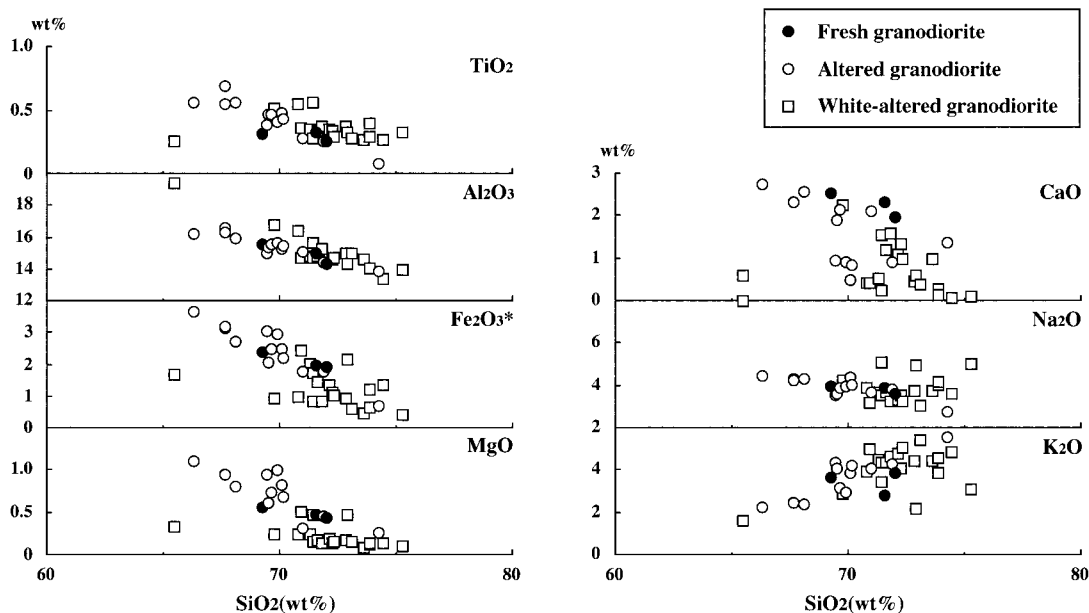 wt%
1.0
TiO2
0.5
0
Al2O3
18
16
14
12
Fe2O3*
3
2
1
0
MgO
1.0
0.5
0
60
70
80
SiO2(wt%)
Fresh granodiorite
Altered granodiorite
White-altered granodiorite
wt%
3
CaO
2
1
0
Na2O
6
4
2
K2O
4
2
0
60
70
80
SiO2(wt%)